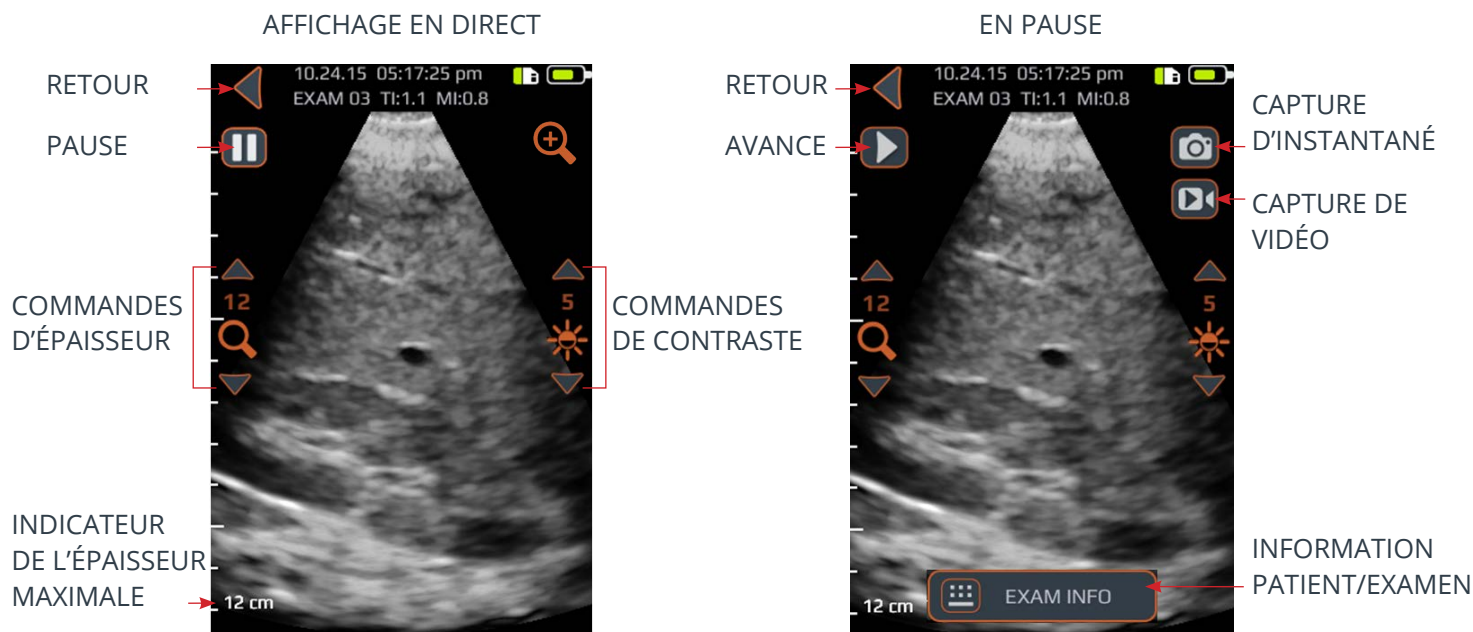 AFFICHAGE EN DIRECT
RETOUR
PAUSE
COMMANDES
D'ÉPAISSEUR
INDICATEUR
DE L'ÉPAISSEUR
MAXIMALE
10.24.15 05:17:25 pm
EXAM 03 TI:1.1 MI:0.8
12
5
12 cm
COMMANDES
DE CONTRASTE
EN PAUSE
RETOUR
AVANCE
10.24.15 05:17:25 pm
EXAM 03 TI:1.1 MI:0.8
12
5
12 cm
EXAM INFO
CAPTURE
D'INSTANTANÉ
CAPTURE DE
VIDÉO
INFORMATION
PATIENT/EXAMEN